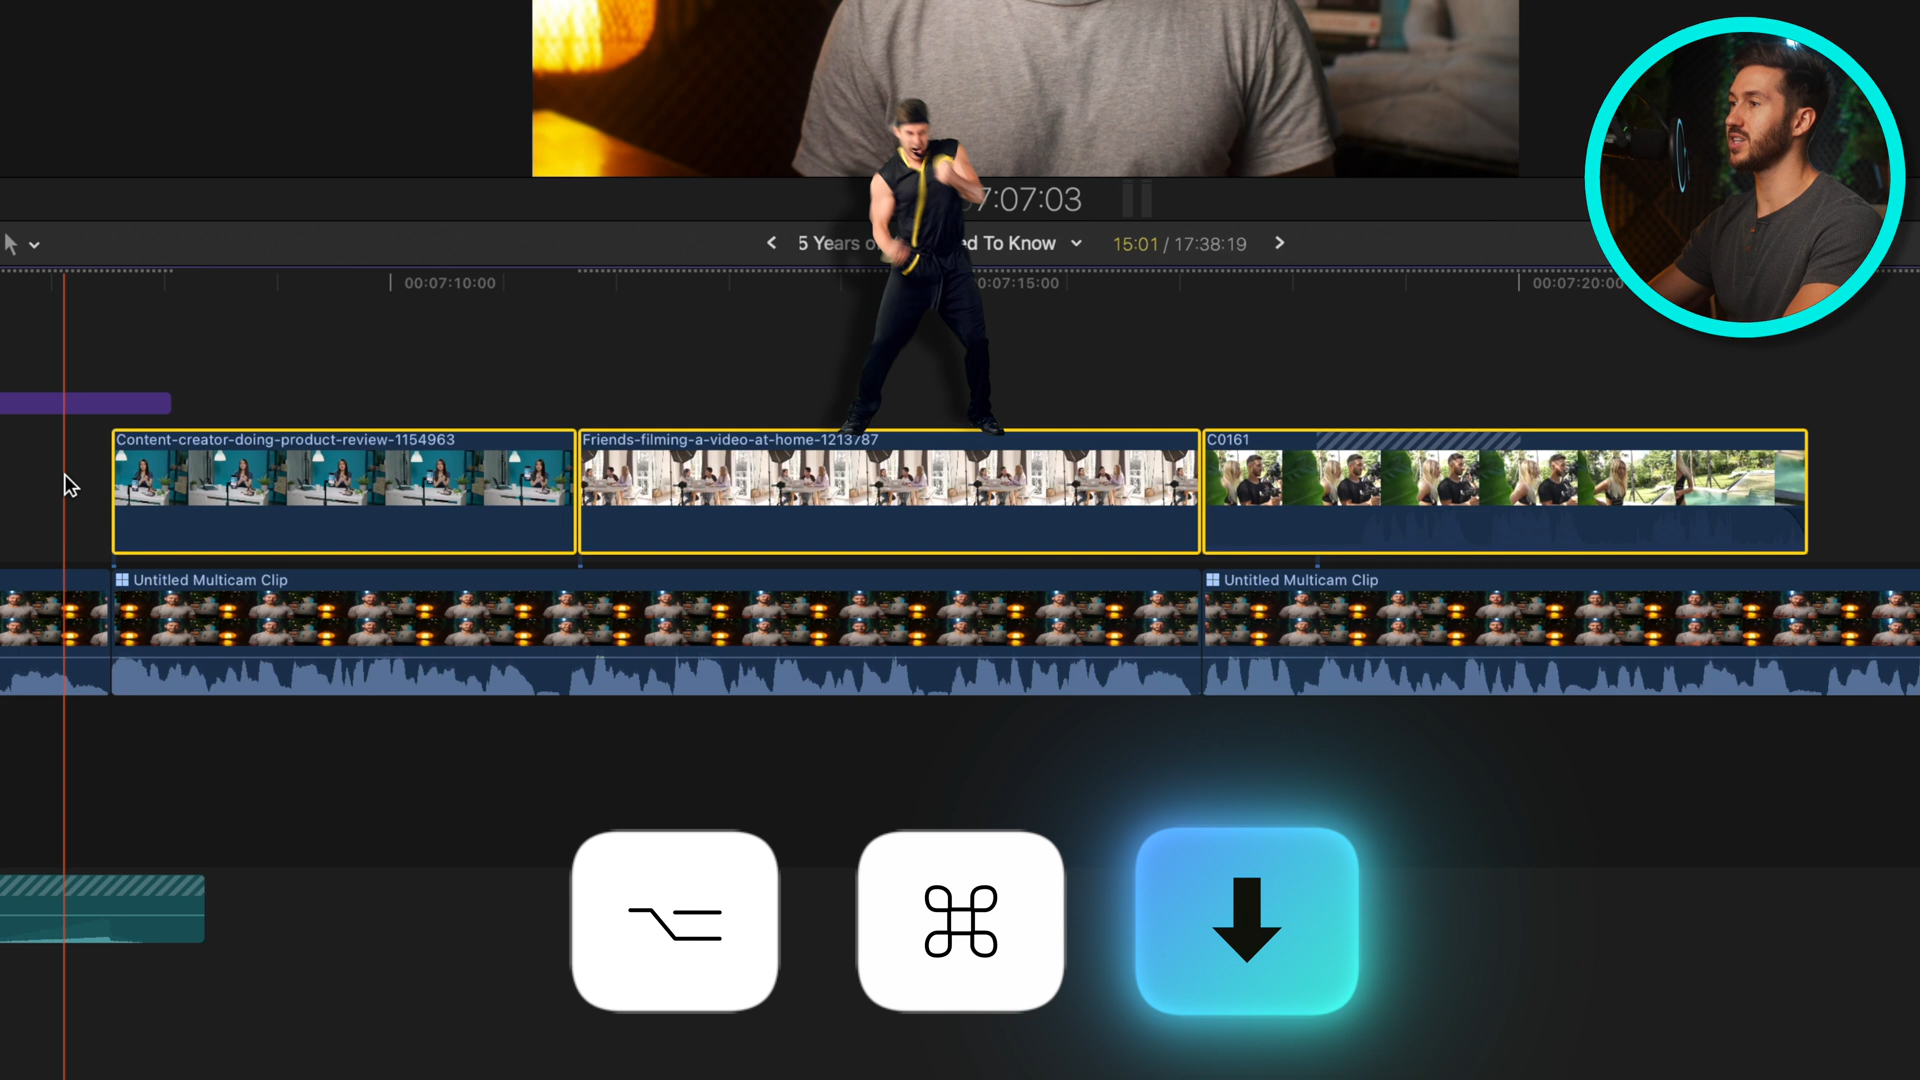 7:07:03
5 Years o
ed To Know
15:01 / 17:38:19
00:07:10:00
0:07:15:00
00:07:20:00
Content-creator-doing-product-review-1154963
Friends-filming-a-video-at-home-1213787
C0161
Untitled Multicam Clip
Untitled Multicam Clip